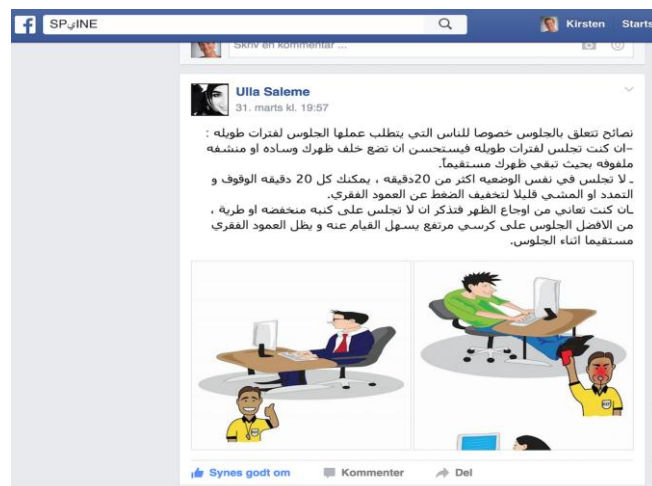 SPيINE
Kirsten
Starts
Skriv en kommentar ...
Ulla Saleme
31. marts kl. 19:57
نصائح تتعلق بالجلوس خصوصا للناس التي يتطلب عملها الجلوس لفترات طويله :
–ان كنت تجلس لفترات طويله فيستحسن ان تضع خلف ظهرك وساده او منشفه
ملفوفه بحيث تبقي ظهرك مستقيماً.
ـ لا تجلس في نفس الوضعيه اكثر من 20دقيقه ، يمكنك كل 20 دقيقه الوقوف و
التمدد او المشي قليلا لتخفيف الضغط عن العمود الفقري.
ـان كنت تعاني من اوجاع الظهر فتذكر ان لا تجلس على كنبه منخفضه او طرية ،
من الافضل الجلوس على كرسي مرتفع يسهل القيام عنه و يظل العمود الفقري
مستقيما اثناء الجلوس.
Synes godt om
Kommenter
Del